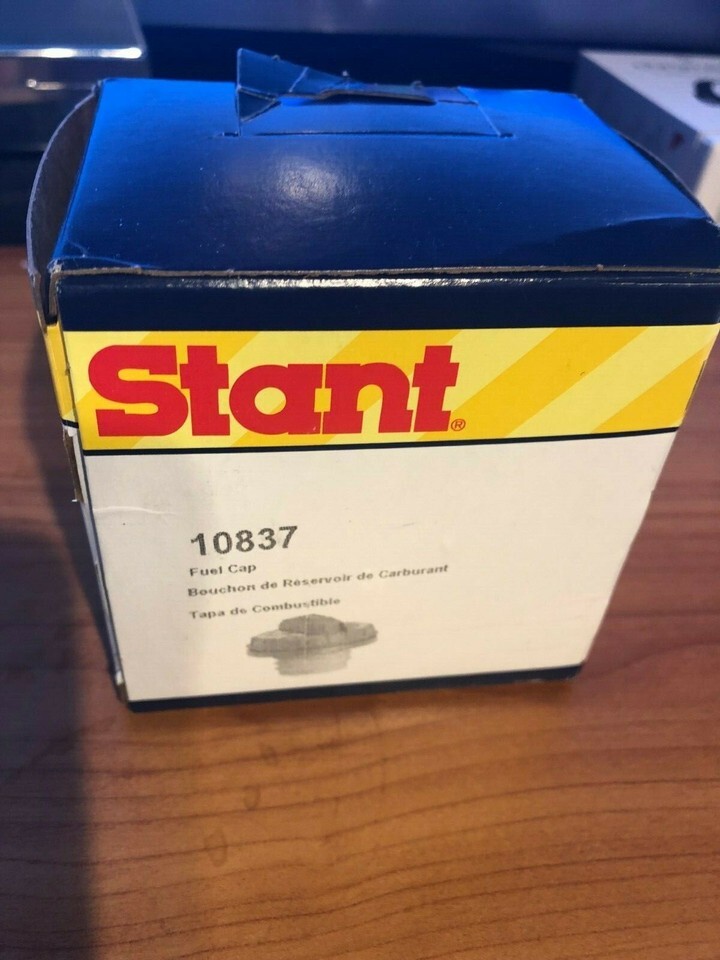 Stant®
10837
Fuel Cap
Bouchon de Réservoir de Carburant
Tapa de Combustible